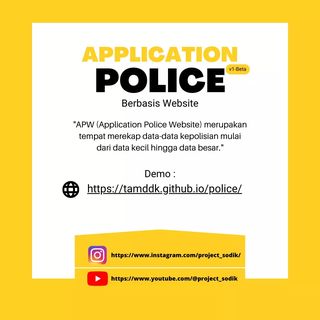 APPLICATION
POLICE
v1-Beta
Berbasis Website
"APW (Application Police Website) merupakan
tempat merekap data-data kepolisian mulai
dari data kecil hingga data besar."
Demo :
https://tamddk.github.io/police/
https://www.instagram.com/project_sodik/
https://www.youtube.com/@project_sodik